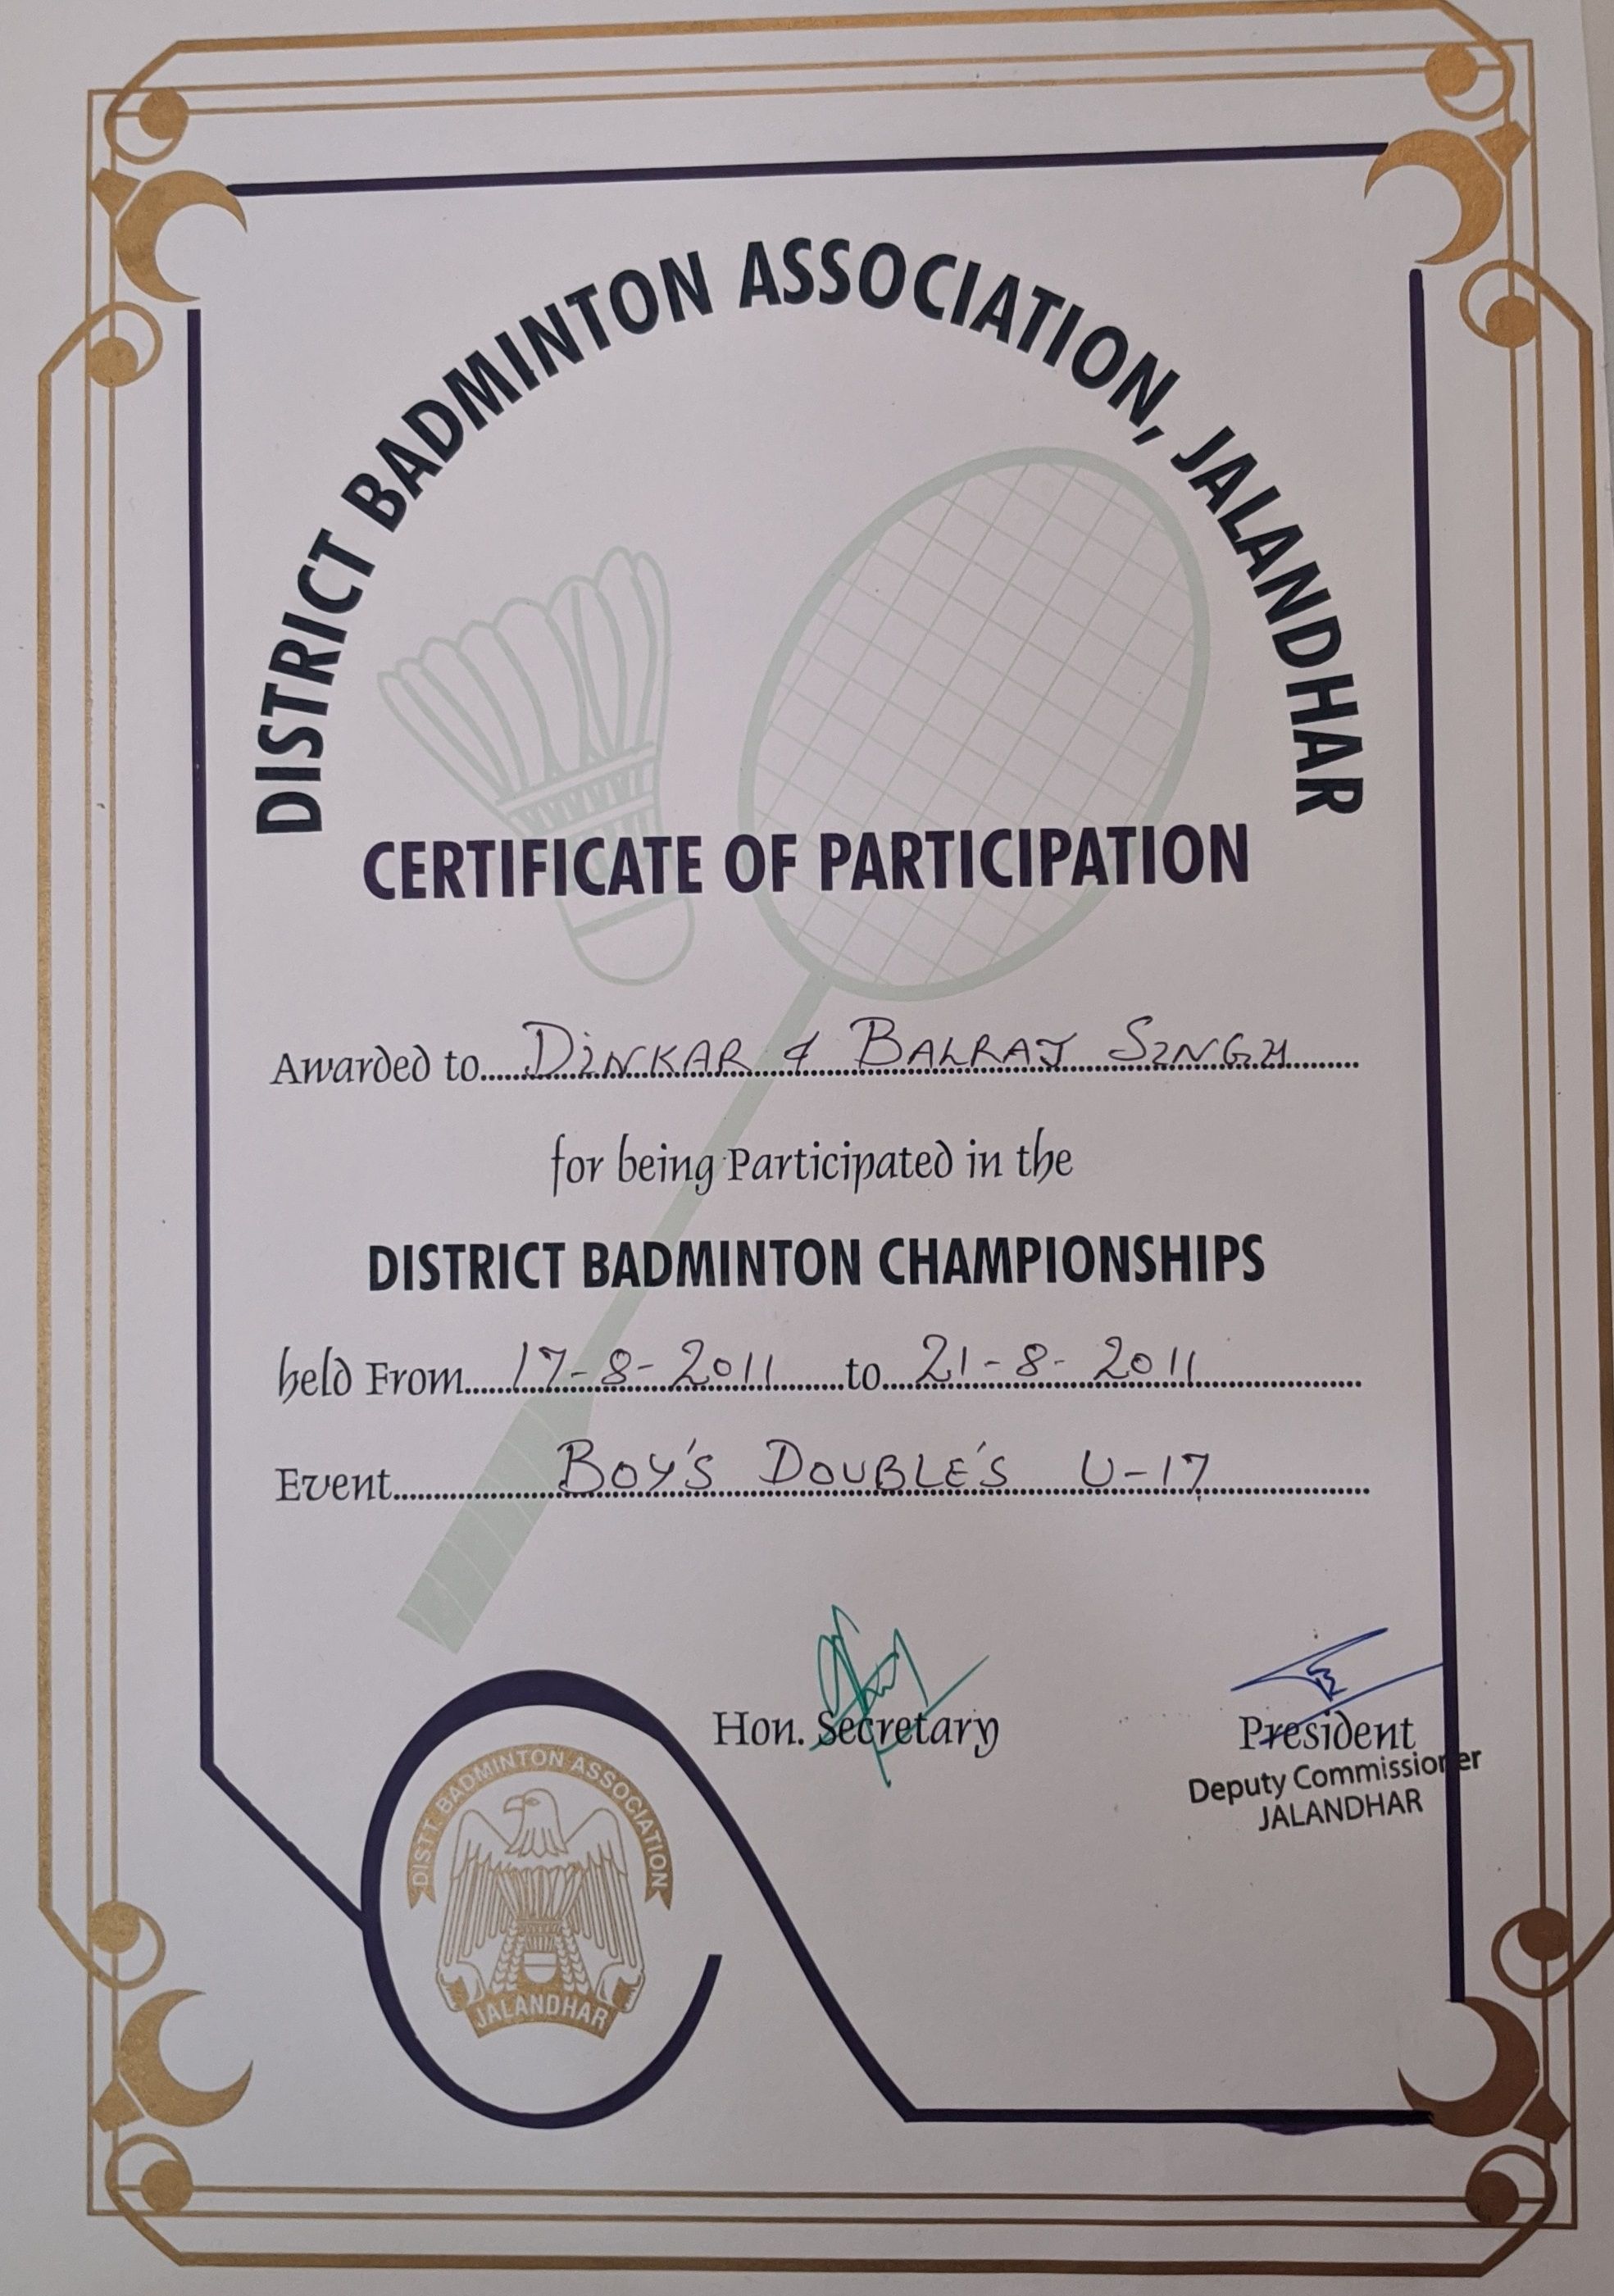 DISTRICT BADMINTON ASSOCIATION, JALANDHAR
CERTIFICATE OF PARTICIPATION
Awarded to DINKAR & BALRAJ SINGH
for being Participated in the
DISTRICT BADMINTON CHAMPIONSHIPS
held From 17-8-2011 to 21-8-2011
Event BOY'S DOUBLE'S U-17
Hon. Secretary
President
Deputy Commissioner
JALANDHAR
DISTT. BADMINTON ASSOCIATION
JALANDHAR